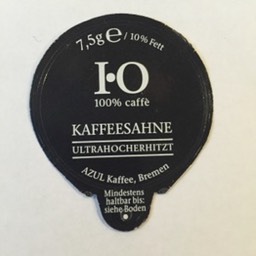 7,5g ℮ / 10% Fett
I·O
100% caffè
KAFFEESAHNE
ULTRAHOCHERHITZT
AZUL Kaffee, Bremen
Mindestens
haltbar bis:
siehe Boden